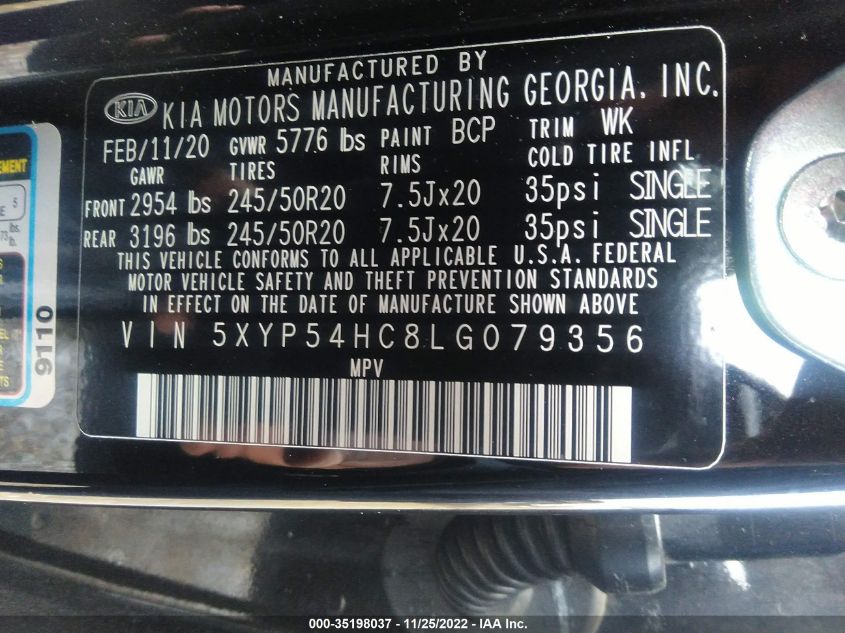 MANUFACTURED BY
KIA KIA MOTORS MANUFACTURING GEORGIA, INC.
FEB/11/20 GVWR 5776 lbs PAINT BCP TRIM WK
GAWR TIRES RIMS COLD TIRE INFL
FRONT 2954 lbs 245/50R20 7.5Jx20 35psi SINGLE
REAR 3196 lbs 245/50R20 7.5Jx20 35psi SINGLE
THIS VEHICLE CONFORMS TO ALL APPLICABLE U.S.A. FEDERAL
MOTOR VEHICLE SAFETY AND THEFT PREVENTION STANDARDS
IN EFFECT ON THE DATE OF MANUFACTURE SHOWN ABOVE
VIN 5XYP54HC8LG079356
MPV
5
lbs.
9110
000-35198037 - 11/25/2022 - IAA Inc.